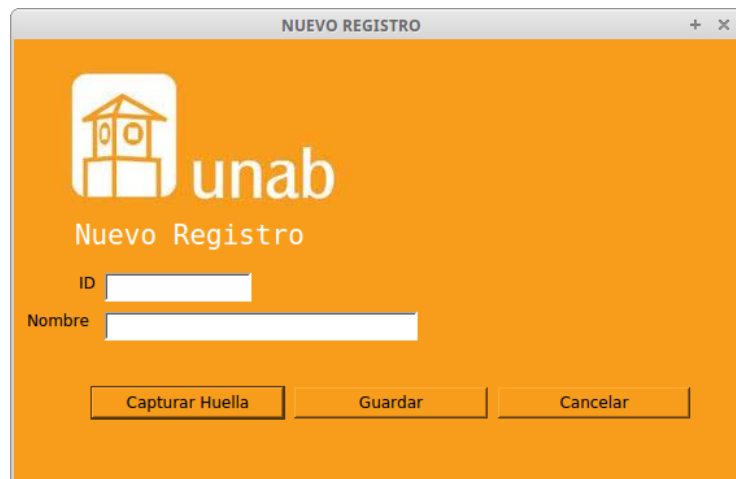 NUEVO REGISTRO
unab
Nuevo Registro
ID
Nombre
Capturar Huella Guardar Cancelar